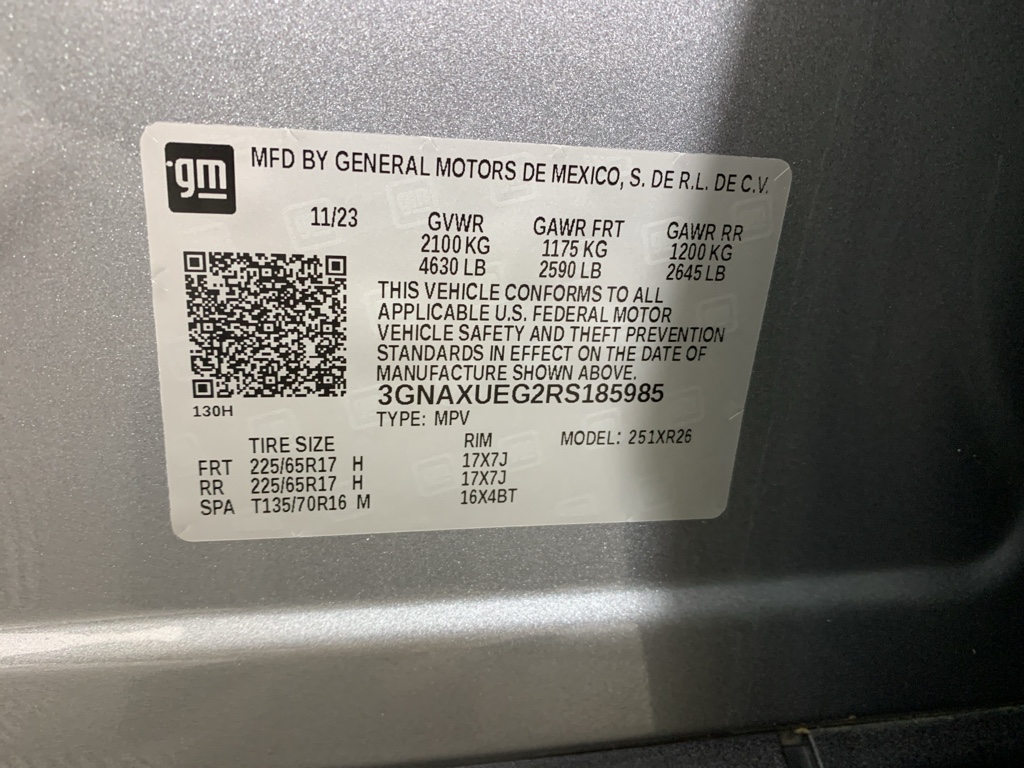 gm
MFD BY GENERAL MOTORS DE MEXICO, S. DE R.L. DE C.V.
11/23 GVWR GAWR FRT GAWR RR
2100 KG 1175 KG 1200 KG
4630 LB 2590 LB 2645 LB
THIS VEHICLE CONFORMS TO ALL
APPLICABLE U.S. FEDERAL MOTOR
VEHICLE SAFETY AND THEFT PREVENTION
STANDARDS IN EFFECT ON THE DATE OF
MANUFACTURE SHOWN ABOVE.
3GNAXUEG2RS185985
130H
TYPE: MPV
TIRE SIZE RIM MODEL: 251XR26
FRT 225/65R17 H 17X7J
RR 225/65R17 H 17X7J
SPA T135/70R16 M 16X4BT